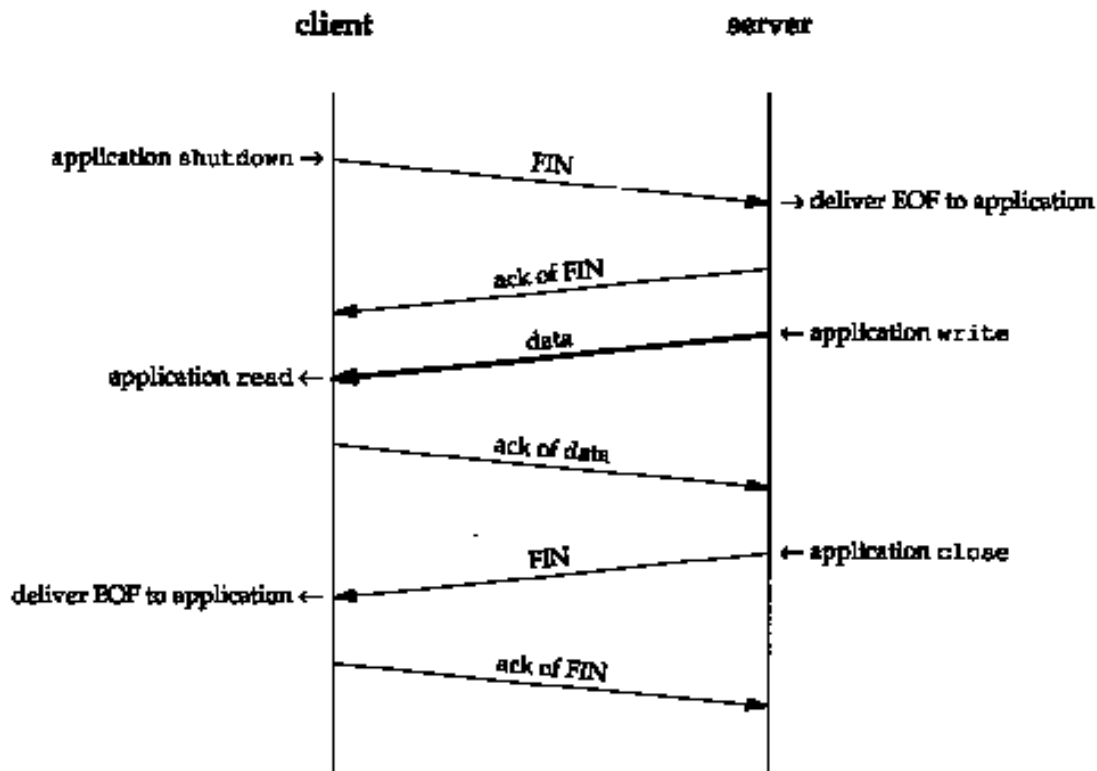 client
server
application shutdown →
FIN
→ deliver EOF to application
ack of FIN
← application write
data
application read ←
ack of data
← application close
FIN
deliver EOF to application ←
ack of FIN